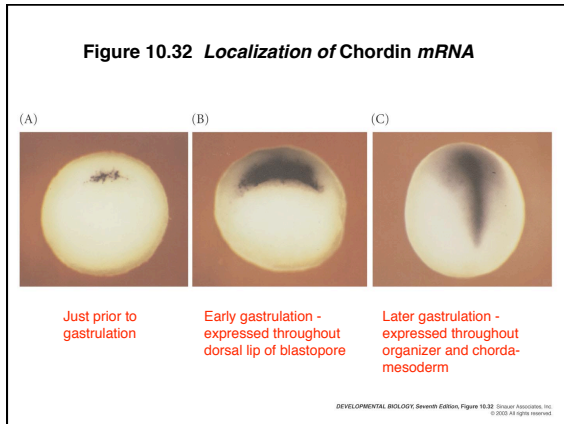 Figure 10.32 Localization of Chordin mRNA
(A)
(B)
(C)
Just prior to
gastrulation
Early gastrulation -
expressed throughout
dorsal lip of blastopore
Later gastrulation -
expressed throughout
organizer and chorda-
mesoderm
DEVELOPMENTAL BIOLOGY, Seventh Edition, Figure 10.32 Sinauer Associates, Inc.
© 2003 All rights reserved.